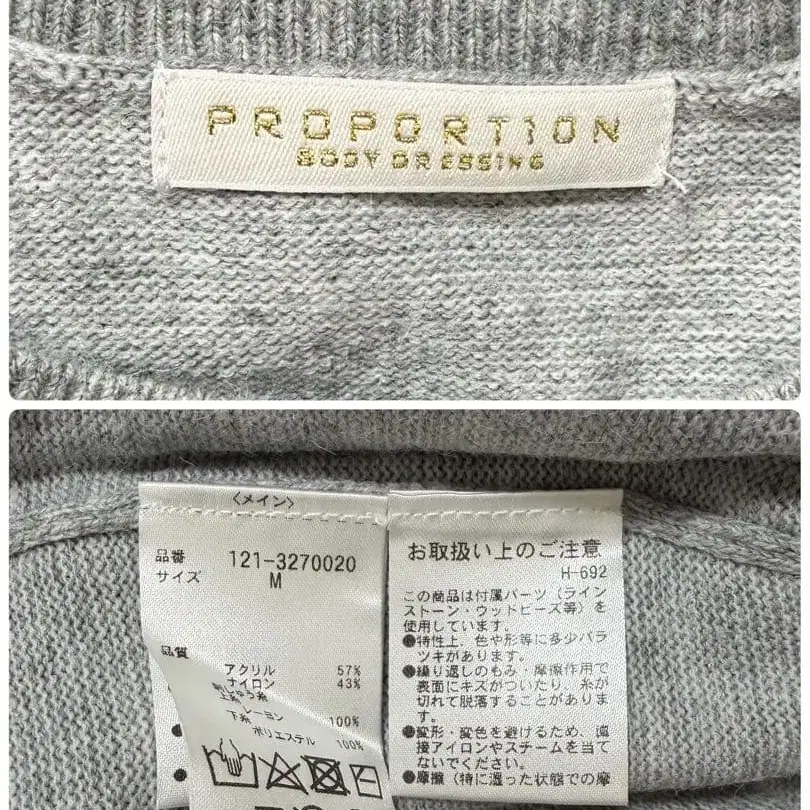 PROPORTION
BODY DRESSING
〈メイン〉
品番 121-3270020
サイズ M
品質
アクリル 57%
ナイロン 43%
レーヨン 100%
下糸
ポリエステル 100%
お取扱い上のご注意
H-692
この商品は付属パーツ(ライン
ストーン・ウッドビーズ等)を
使用しています。
●特性上、色や形等に多少バラ
ツキがあります。
●繰り返しのもみ・摩擦作用で
表面にキズがついたり、糸が
切れて脱落することがありま
す。
●変形・変色を避けるため、直
接アイロンやスチームを当て
ないでください。
●摩擦(特に湿った状態での摩